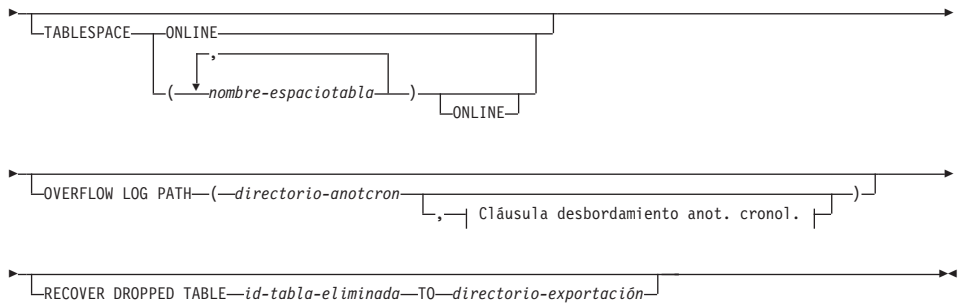 TABLESPACE ONLINE
,
( nombre-espaciotabla )
ONLINE
OVERFLOW LOG PATH ( directorio-anotcron )
, Cláusula desbordamiento anot. cronol.
RECOVER DROPPED TABLE id-tabla-eliminada TO directorio-exportación